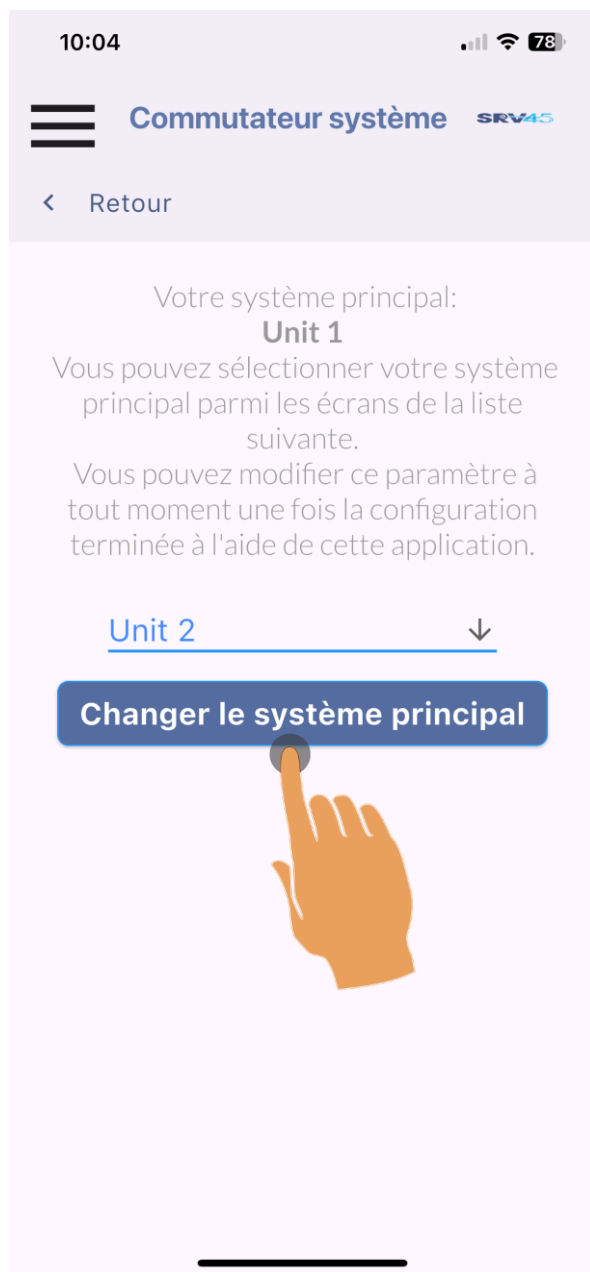 10:04
78
Commutateur système
SRV45
Retour
Votre système principal:
Unit 1
Vous pouvez sélectionner votre système
principal parmi les écrans de la liste
suivante.
Vous pouvez modifier ce paramètre à
tout moment une fois la configuration
terminée à l'aide de cette application.
Unit 2
Changer le système principal